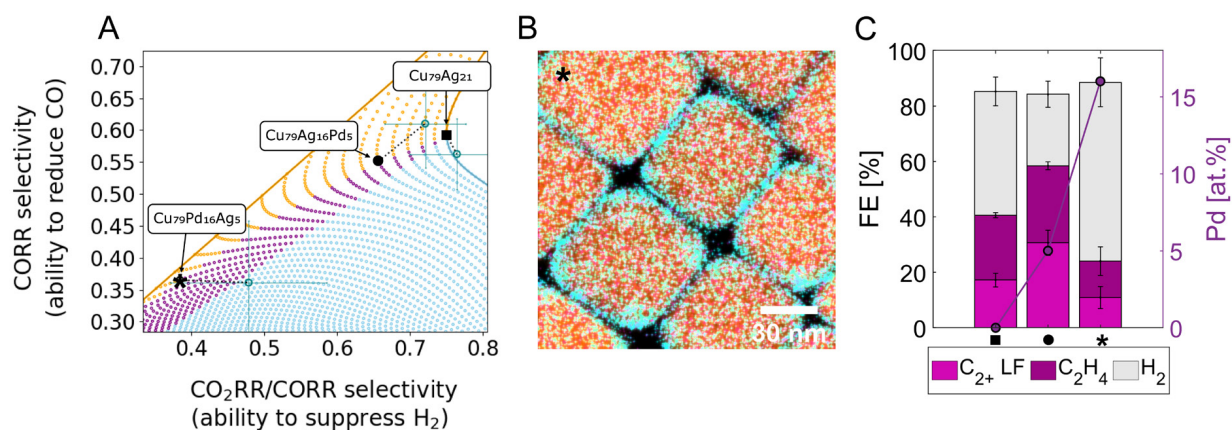 A
B
C
CORR selectivity
(ability to reduce CO)
0.70
0.65
0.60
0.55
0.50
0.45
0.40
0.35
0.30
Cu₇₉Ag₂₁
Cu₇₉Ag₁₆Pd₅
Cu₇₉Pd₁₆Ag₅
*
0.4
0.5
0.6
0.7
0.8
CO₂RR/CORR selectivity
(ability to suppress H₂)
*
30 nm
FE [%]
100
80
60
40
20
0
Pd [at.%]
15
10
5
0
■ ● *
C₂₊ LF C₂H₄ H₂